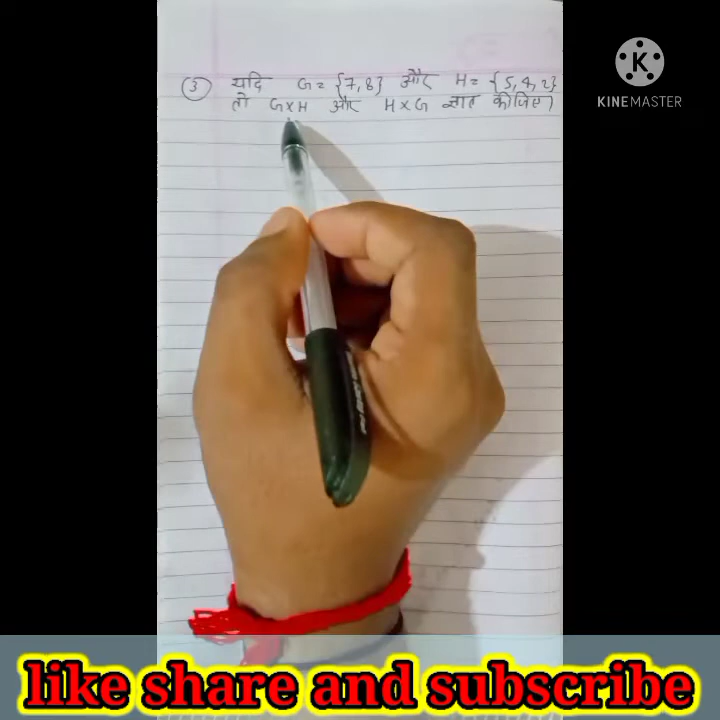 ③ यदि G = {7, 8} और H = {5, 4, 2}
तो G×H और H×G ज्ञात कीजिए।
K
KINEMASTER
like share and subscribe